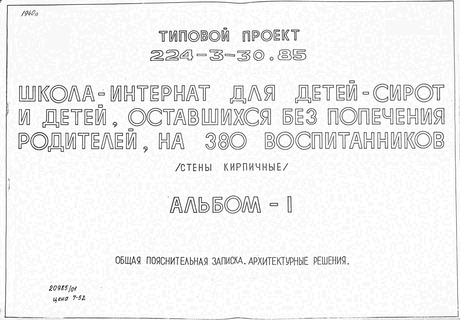 1960с
ТИПОВОЙ ПРОЕКТ
224-3-30.85
ШКОЛА-ИНТЕРНАТ ДЛЯ ДЕТЕЙ-СИРОТ
И ДЕТЕЙ, ОСТАВШИХСЯ БЕЗ ПОПЕЧЕНИЯ
РОДИТЕЛЕЙ, НА 380 ВОСПИТАННИКОВ
/СТЕНЫ КИРПИЧНЫЕ/
АЛЬБОМ - I
ОБЩАЯ ПОЯСНИТЕЛЬНАЯ ЗАПИСКА. АРХИТЕКТУРНЫЕ РЕШЕНИЯ.
20985/01
цена 7-52